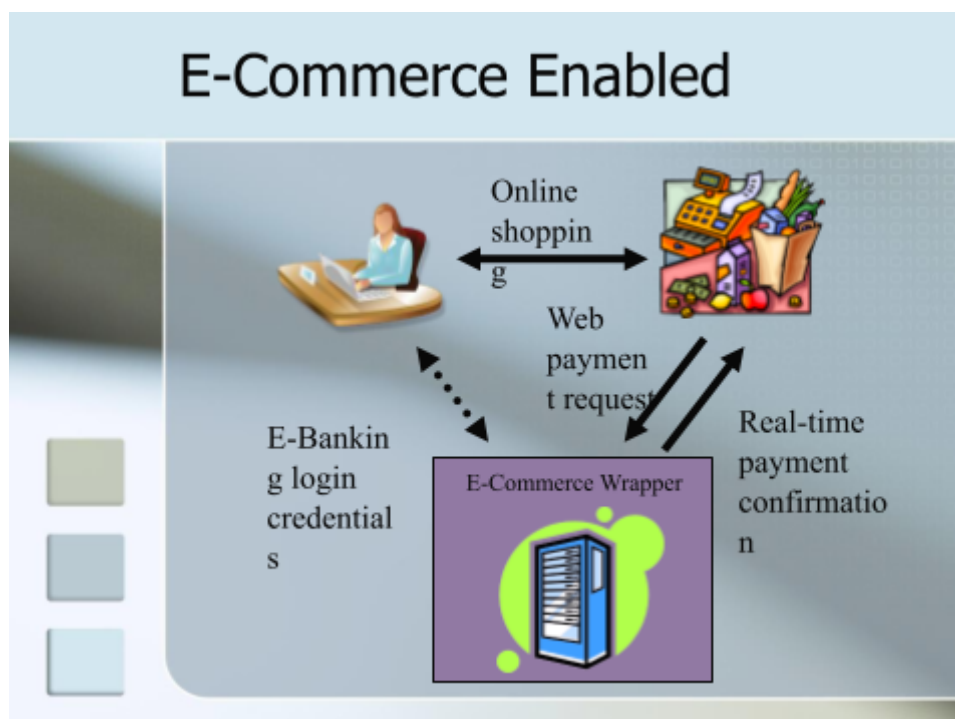 E-Commerce Enabled
Online
shoppin
g
Web
paymen
t request
E-Bankin
g login
credential
s
Real-time
payment
confirmatio
n
E-Commerce Wrapper